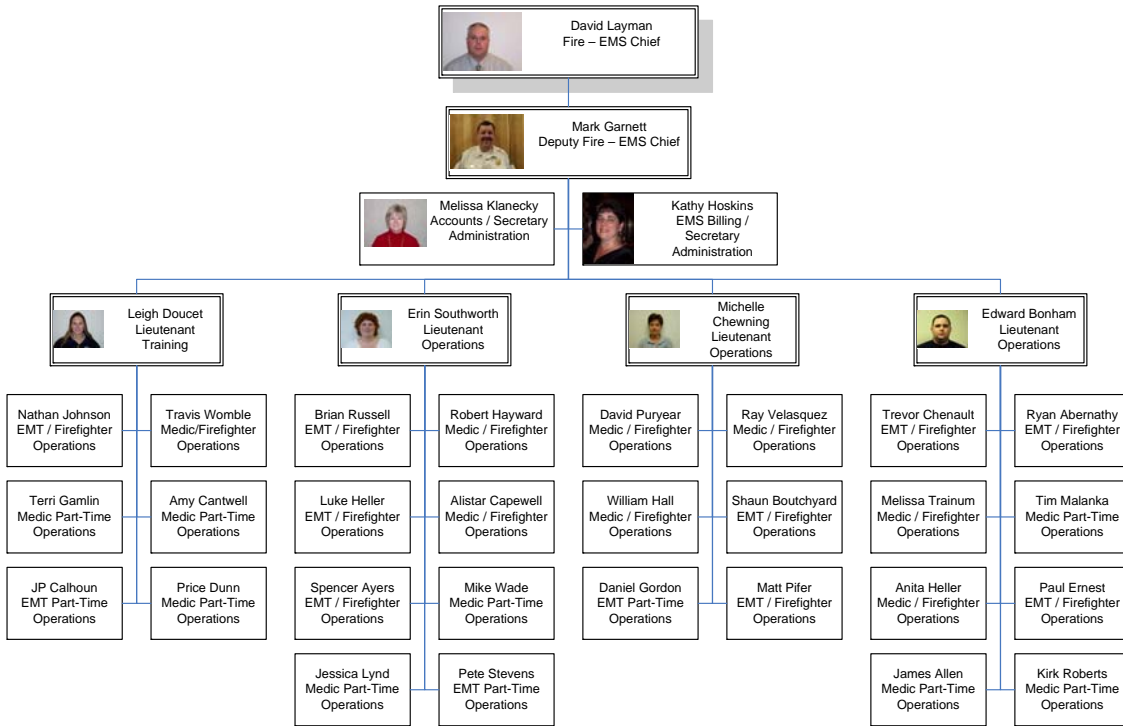 David Layman
Fire – EMS Chief
Mark Garnett
Deputy Fire – EMS Chief
Melissa Klanecky
Accounts / Secretary
Administration
Kathy Hoskins
EMS Billing /
Secretary
Administration
Leigh Doucet
Lieutenant
Training
Erin Southworth
Lieutenant
Operations
Michelle
Chewning
Lieutenant
Operations
Edward Bonham
Lieutenant
Operations
Nathan Johnson
EMT / Firefighter
Operations
Travis Womble
Medic/Firefighter
Operations
Brian Russell
EMT / Firefighter
Operations
Robert Hayward
Medic / Firefighter
Operations
David Puryear
Medic / Firefighter
Operations
Ray Velasquez
Medic / Firefighter
Operations
Trevor Chenault
EMT / Firefighter
Operations
Ryan Abernathy
EMT / Firefighter
Operations
Terri Gamlin
Medic Part-Time
Operations
Amy Cantwell
Medic Part-Time
Operations
Luke Heller
EMT / Firefighter
Operations
Alistar Capewell
Medic / Firefighter
Operations
William Hall
Medic / Firefighter
Operations
Shaun Boutchyard
EMT / Firefighter
Operations
Melissa Trainum
Medic / Firefighter
Operations
Tim Malanka
Medic Part-Time
Operations
JP Calhoun
EMT Part-Time
Operations
Price Dunn
Medic Part-Time
Operations
Spencer Ayers
EMT / Firefighter
Operations
Mike Wade
Medic Part-Time
Operations
Daniel Gordon
EMT Part-Time
Operations
Matt Pifer
EMT / Firefighter
Operations
Anita Heller
Medic / Firefighter
Operations
Paul Ernest
EMT / Firefighter
Operations
Jessica Lynd
Medic Part-Time
Operations
Pete Stevens
EMT Part-Time
Operations
James Allen
Medic Part-Time
Operations
Kirk Roberts
Medic Part-Time
Operations